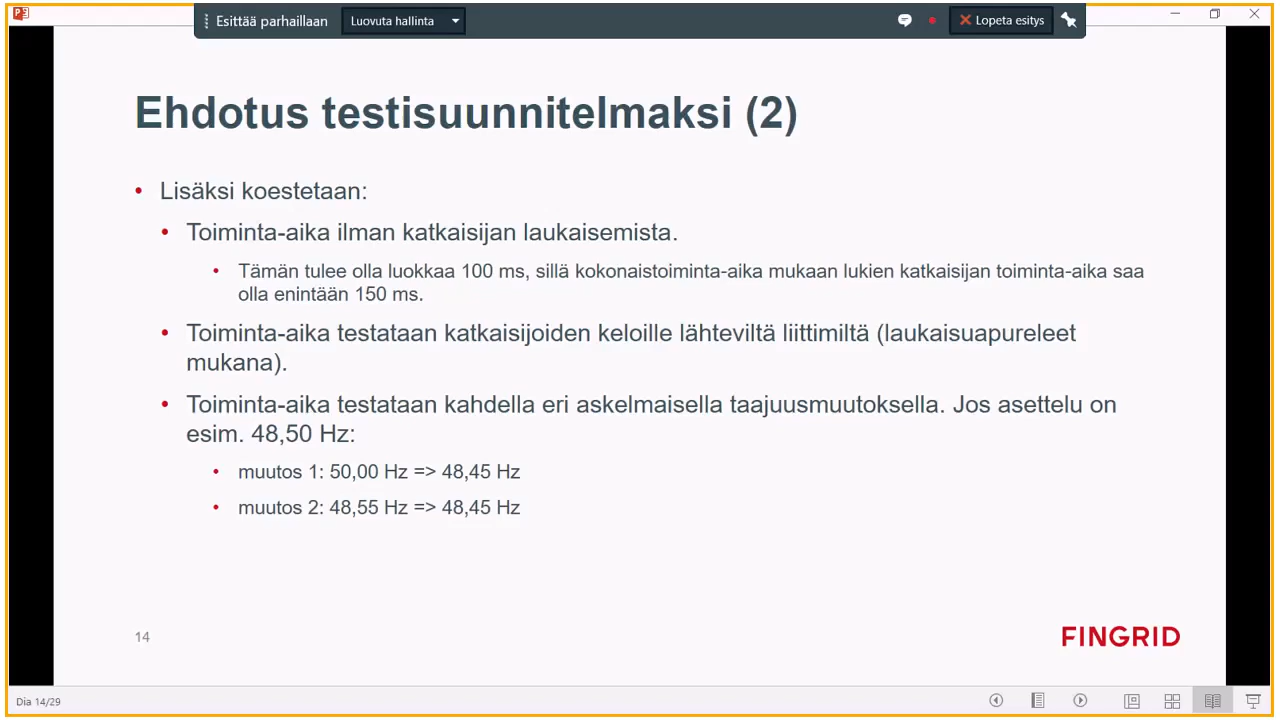 Esittää parhaillaan
Luovuta hallinta
Lopeta esitys
Ehdotus testisuunnitelmaksi (2)
• Lisäksi koestetaan:
• Toiminta-aika ilman katkaisijan laukaisemista.
• Tämän tulee olla luokkaa 100 ms, sillä kokonaistoiminta-aika mukaan lukien katkaisijan toiminta-aika saa
olla enintään 150 ms.
• Toiminta-aika testataan katkaisijoiden keloille lähteviltä liittimiltä (laukaisuapureleet
mukana).
• Toiminta-aika testataan kahdella eri askelmaisella taajuusmuutoksella. Jos asettelu on
esim. 48,50 Hz:
• muutos 1: 50,00 Hz => 48,45 Hz
• muutos 2: 48,55 Hz => 48,45 Hz
14
FINGRID
Dia 14/29